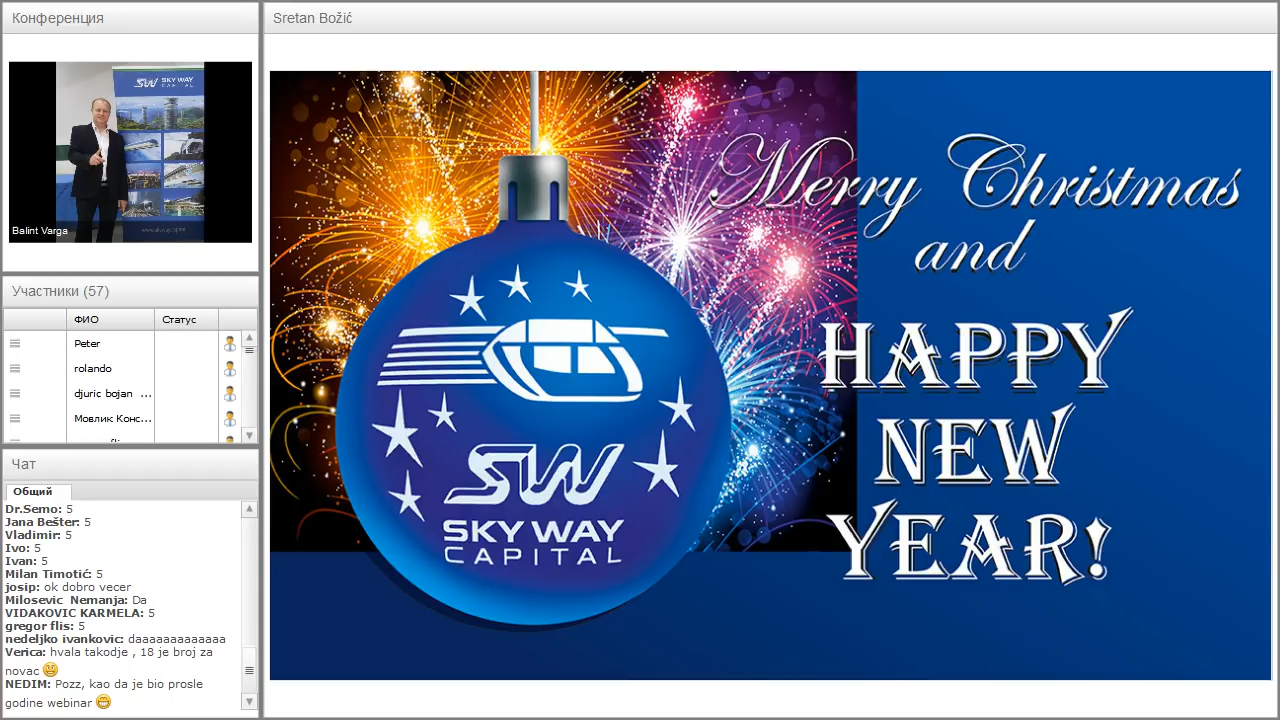 Конференция
SW SKY WAY
CAPITAL
Balint Varga
Участники (57)
ФИО
Статус
Peter
rolando
djuric bojan ...
Мовлик Конс...
Чат
Общий
Dr.Semo: 5
Jana Bešter: 5
Vladimir: 5
Ivo: 5
Ivan: 5
Milan Timotić: 5
josip: ok dobro vecer
Milosevic Nemanja: Da
VIDAKOVIC KARMELA: 5
gregor flis: 5
nedeljko ivankovic: daaaaaaaaaaaaa
Verica: hvala takodje , 18 je broj za
novac
NEDIM: Pozz, kao da je bio prosle
godine webinar
Sretan Božić
Merry Christmas
and
HAPPY
NEW
YEAR!
SW
SKY WAY
CAPITAL